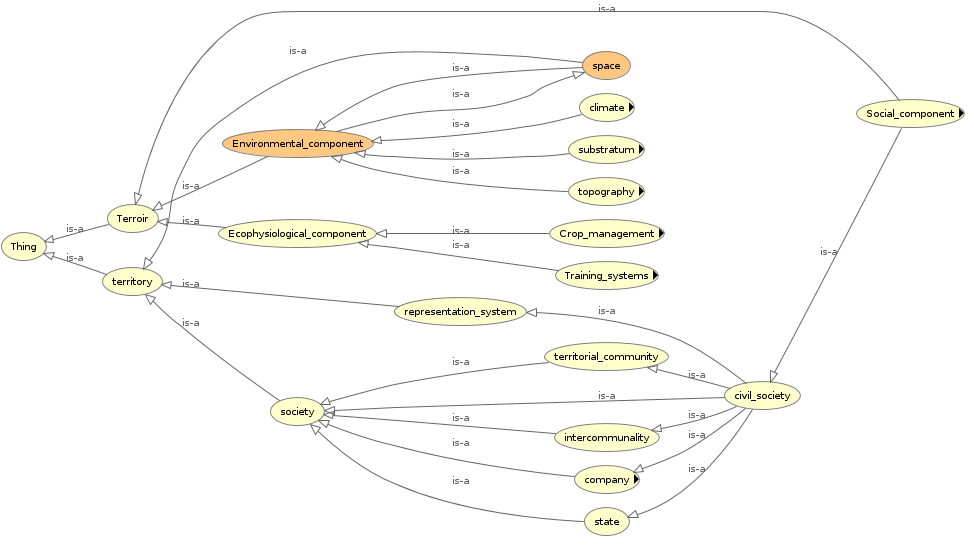 is-a
is-a
space
is-a
is-a
climate
Social_component
is-a
Environmental_component
substratum
is-a
is-a
topography
is-a
Terroir
is-a
is-a
Ecophysiological_component
is-a
Crop_management
Thing
is-a
is-a
is-a
Training_systems
territory
is-a
representation_system
is-a
is-a
territorial_community
is-a
is-a
civil_society
is-a
society
is-a
is-a
intercommunality
is-a
is-a
company
is-a
is-a
state